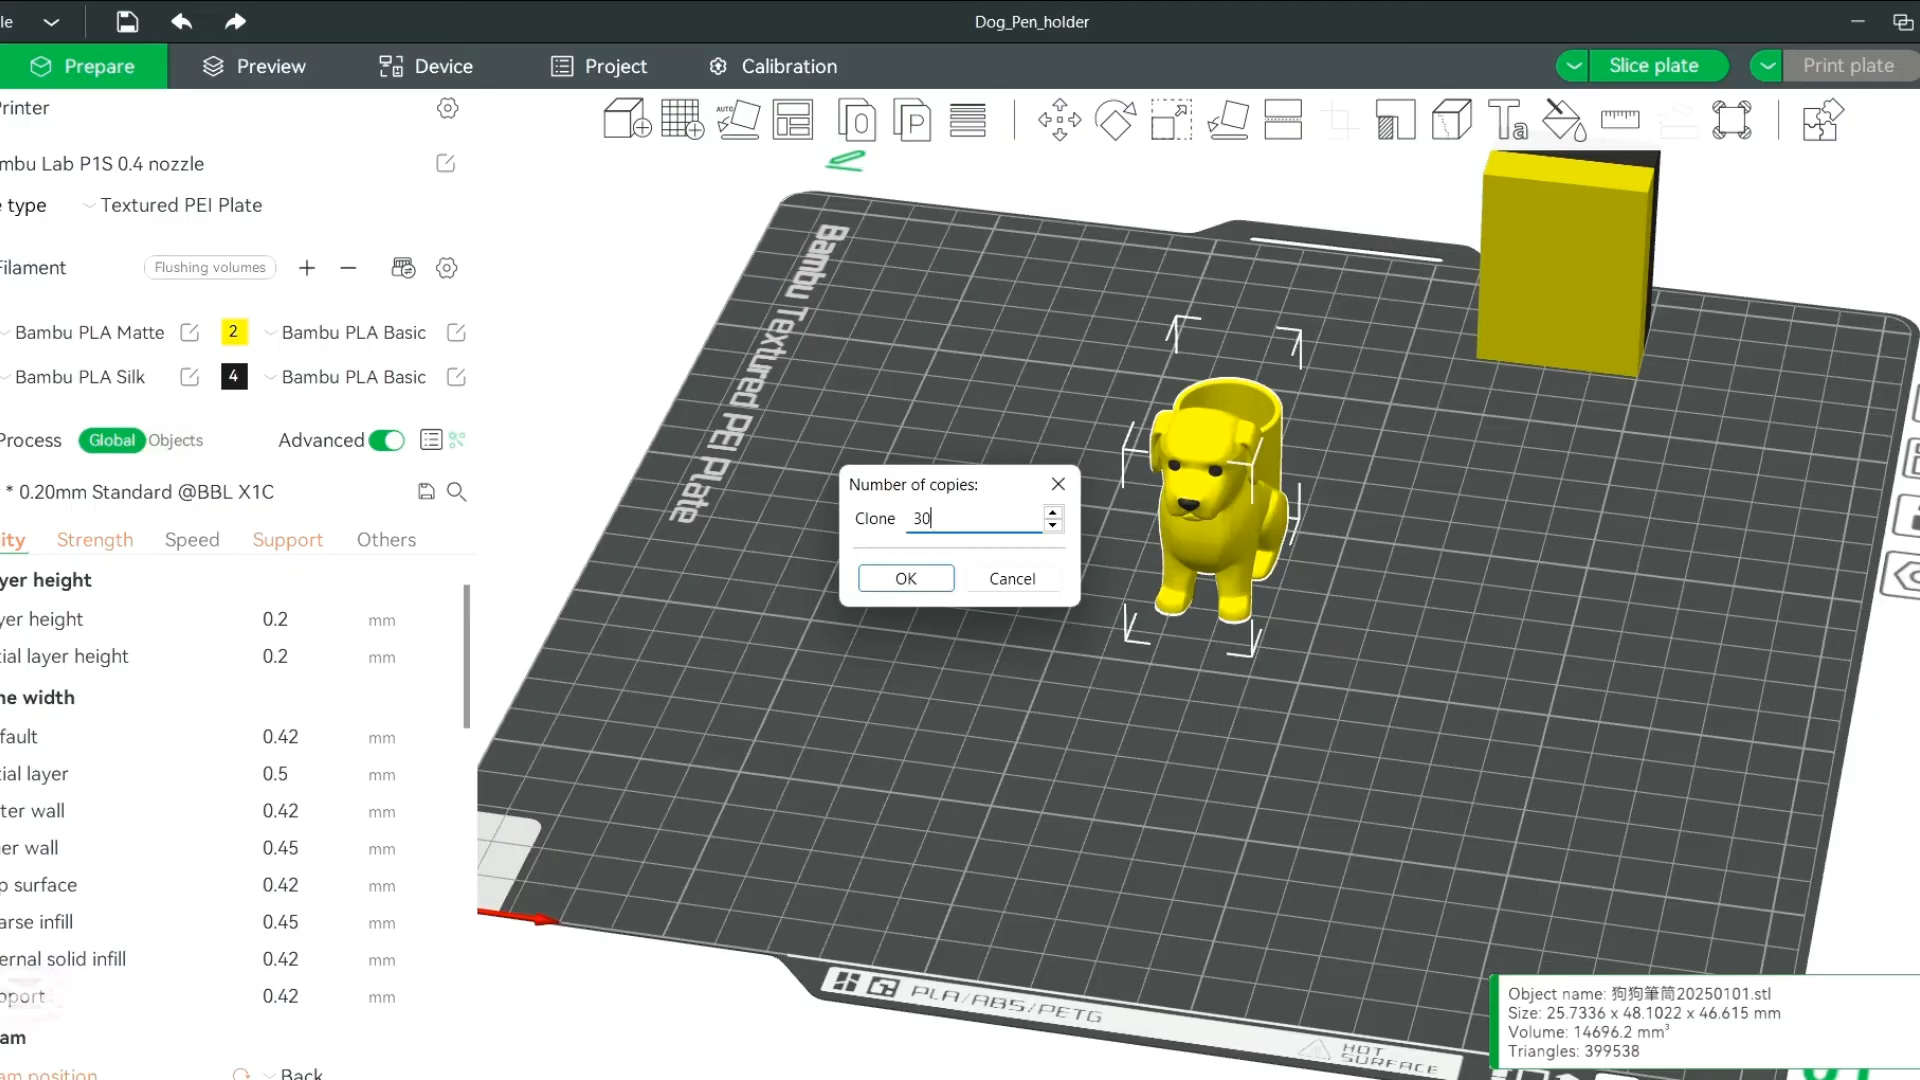 le
Dog_Pen_holder
Prepare
Preview
Device
Project
Calibration
Slice plate
Print plate
Printer
mbu Lab P1S 0.4 nozzle
e type
Textured PEI Plate
Filament
Flushing volumes
Bambu PLA Matte
2
Bambu PLA Basic
Bambu PLA Silk
4
Bambu PLA Basic
Process
Global
Objects
Advanced
* 0.20mm Standard @BBL X1C
ity
Strength
Speed
Support
Others
yer height
yer height 0.2 mm
tial layer height 0.2 mm
ne width
fault 0.42 mm
tial layer 0.5 mm
ter wall 0.42 mm
er wall 0.45 mm
p surface 0.42 mm
arse infill 0.45 mm
ernal solid infill 0.42 mm
pport 0.42 mm
am
am position Back
AUTO
Bambu Textured PEI Plate
Number of copies:
Clone 30
OK
Cancel
PLA/ABS/PETG
HOT
SURFACE
Object name: 狗狗筆筒20250101.stl
Size: 25.7336 x 48.1022 x 46.615 mm
Volume: 14696.2 mm³
Triangles: 399538
01